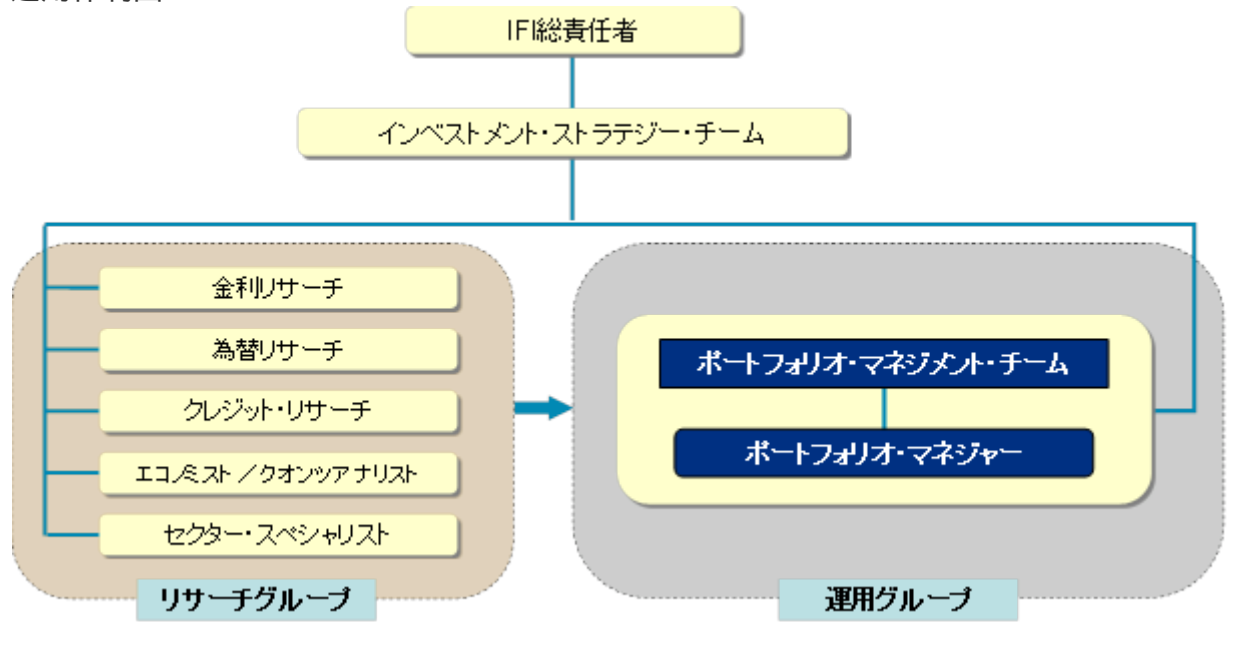 IFI総責任者
インベストメント・ストラテジー・チーム
金利リサーチ
為替リサーチ
クレジット・リサーチ
エコノミスト／クオンツアナリスト
セクター・スペシャリスト
リサーチグループ
ポートフォリオ・マネジメント・チーム
ポートフォリオ・マネジャー
運用グループ